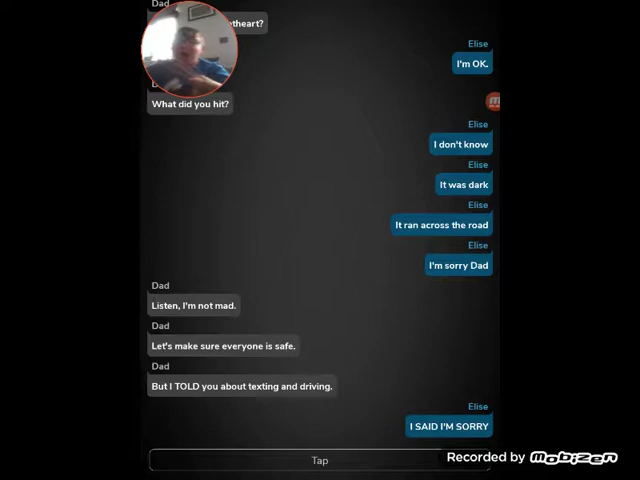 Dad
etheart?
Elise
I'm OK.
What did you hit?
Elise
I don't know
Elise
It was dark
Elise
It ran across the road
Elise
I'm sorry Dad
Dad
Listen, I'm not mad.
Dad
Let's make sure everyone is safe.
Dad
But I TOLD you about texting and driving.
Elise
I SAID I'M SORRY
Tap
Recorded by Mobizen